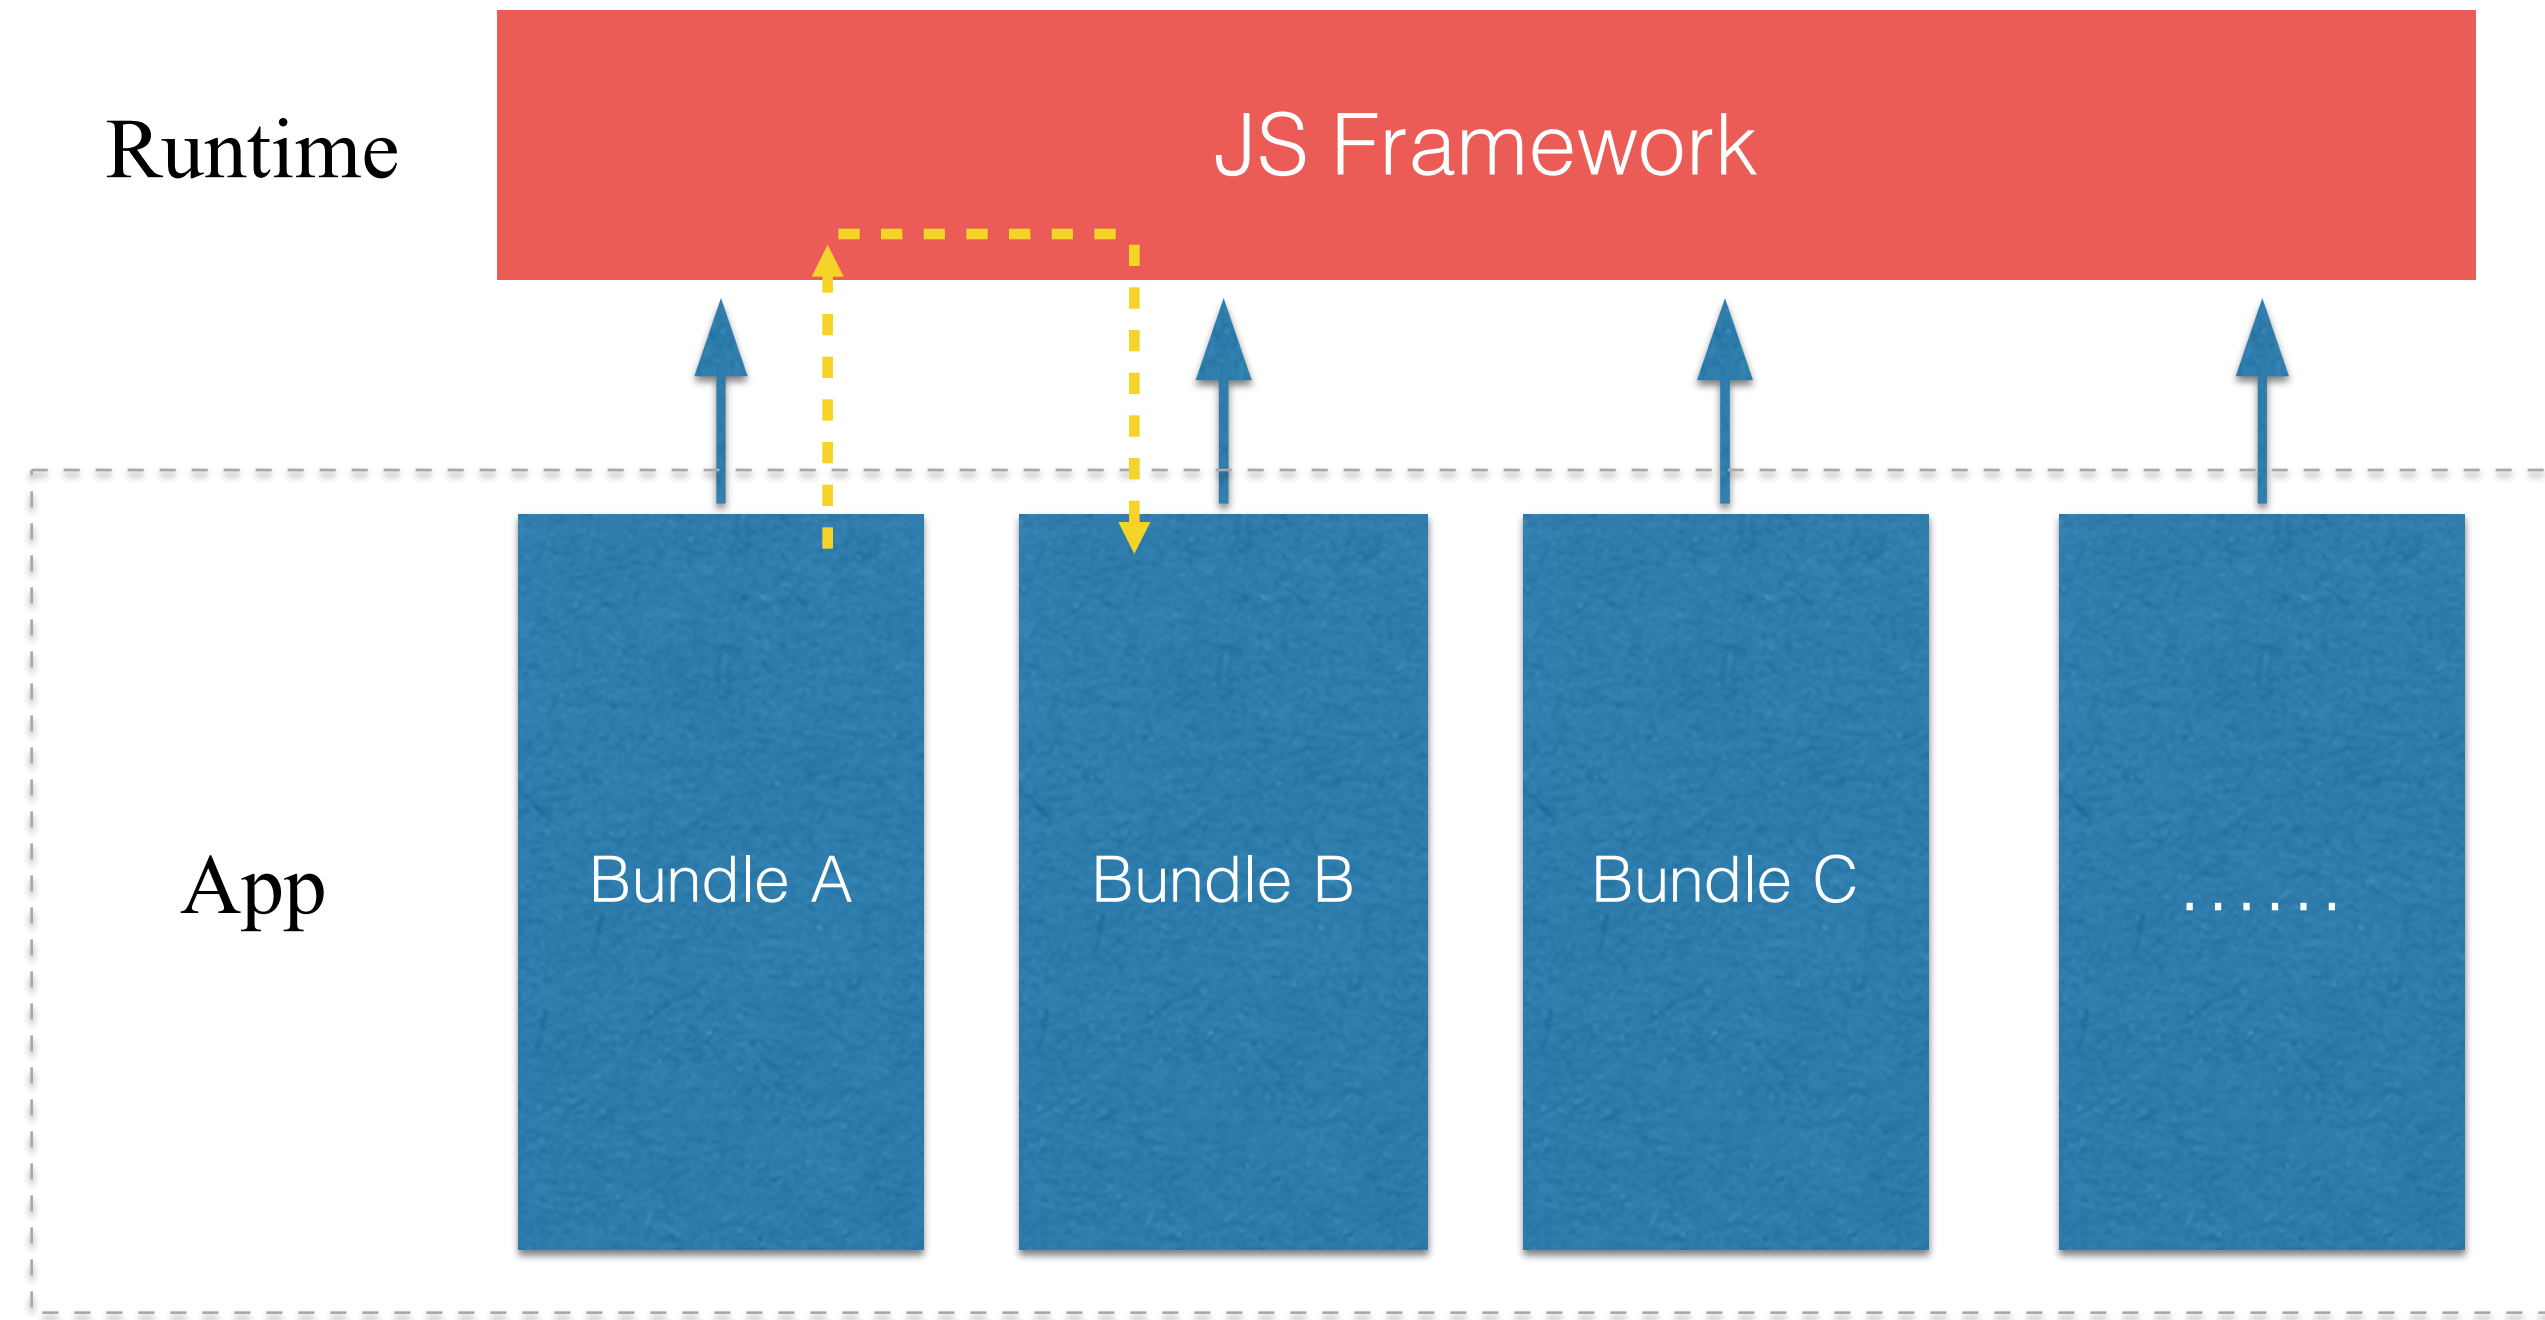 Runtime
JS Framework
App
Bundle A
Bundle B
Bundle C
......